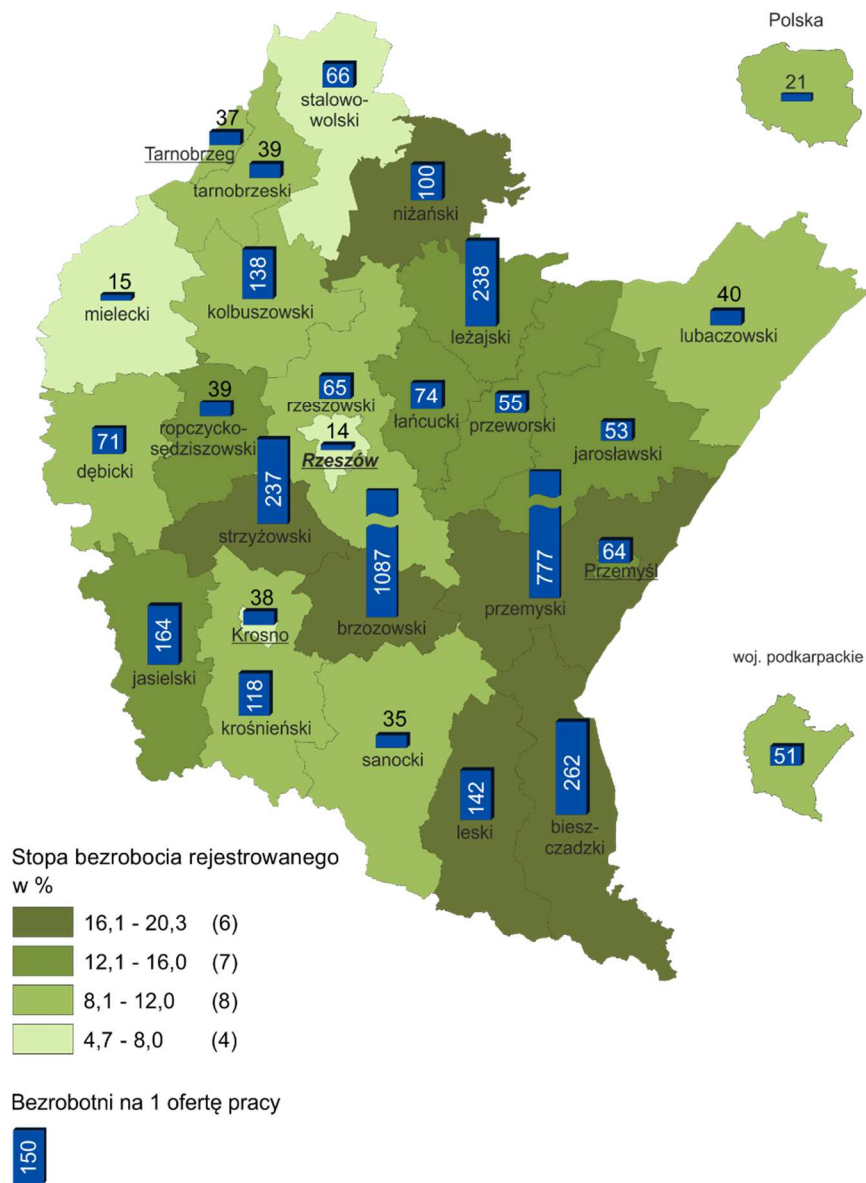 Polska
21
66
stalowo-
wolski
37
Tarnobrzeg
39
tarnobrzeski
100
niżański
15
mielecki
138
kolbuszowski
238
leżajski
40
lubaczowski
39
ropczycko-
sędziszowski
65
rzeszowski
74
łańcucki
55
przeworski
53
jarosławski
71
dębicki
14
Rzeszów
237
strzyżowski
1087
brzozowski
777
przemyski
64
Przemyśl
164
jasielski
38
Krosno
118
krośnieński
35
sanocki
142
leski
262
biesz-
czadzki
woj. podkarpackie
51
Stopa bezrobocia rejestrowanego
w %
16,1 - 20,3 (6)
12,1 - 16,0 (7)
8,1 - 12,0 (8)
4,7 - 8,0 (4)
Bezrobotni na 1 ofertę pracy
150